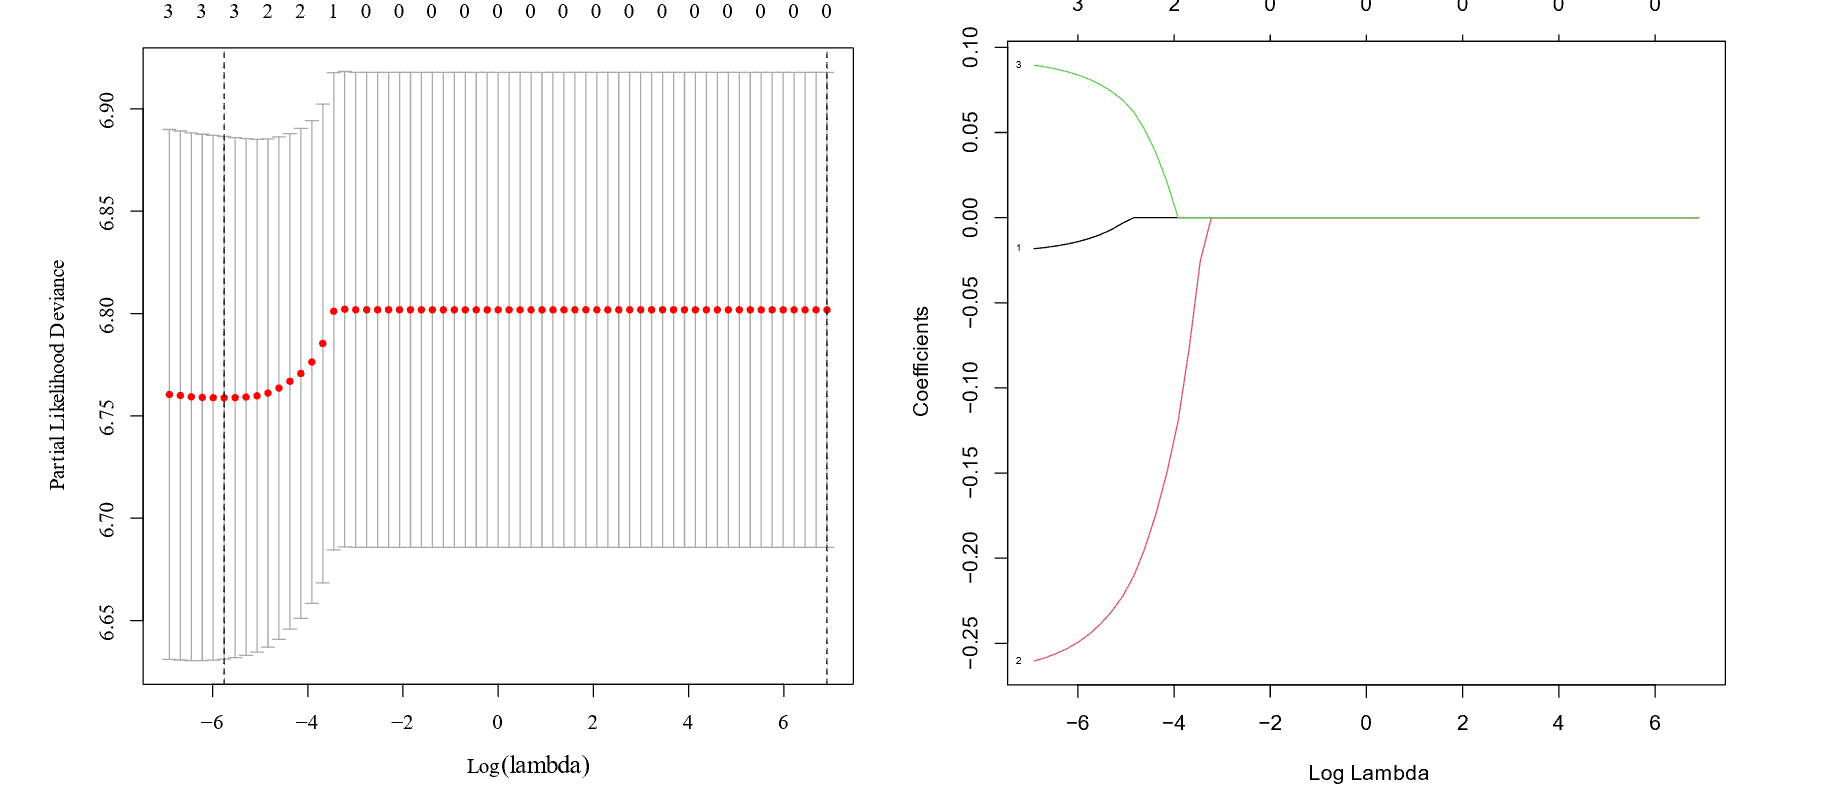 3 3 3 2 2 1 0 0 0 0 0 0 0 0 0 0 0 0 0 0 0
6.90
6.85
6.80
6.75
6.70
6.65
Partial Likelihood Deviance
−6 −4 −2 0 2 4 6
Log(lambda)
3 2 0 0 0 0 0
0.10
0.05
0.00
−0.05
−0.10
−0.15
−0.20
−0.25
Coefficients
3
1
2
−6 −4 −2 0 2 4 6
Log Lambda